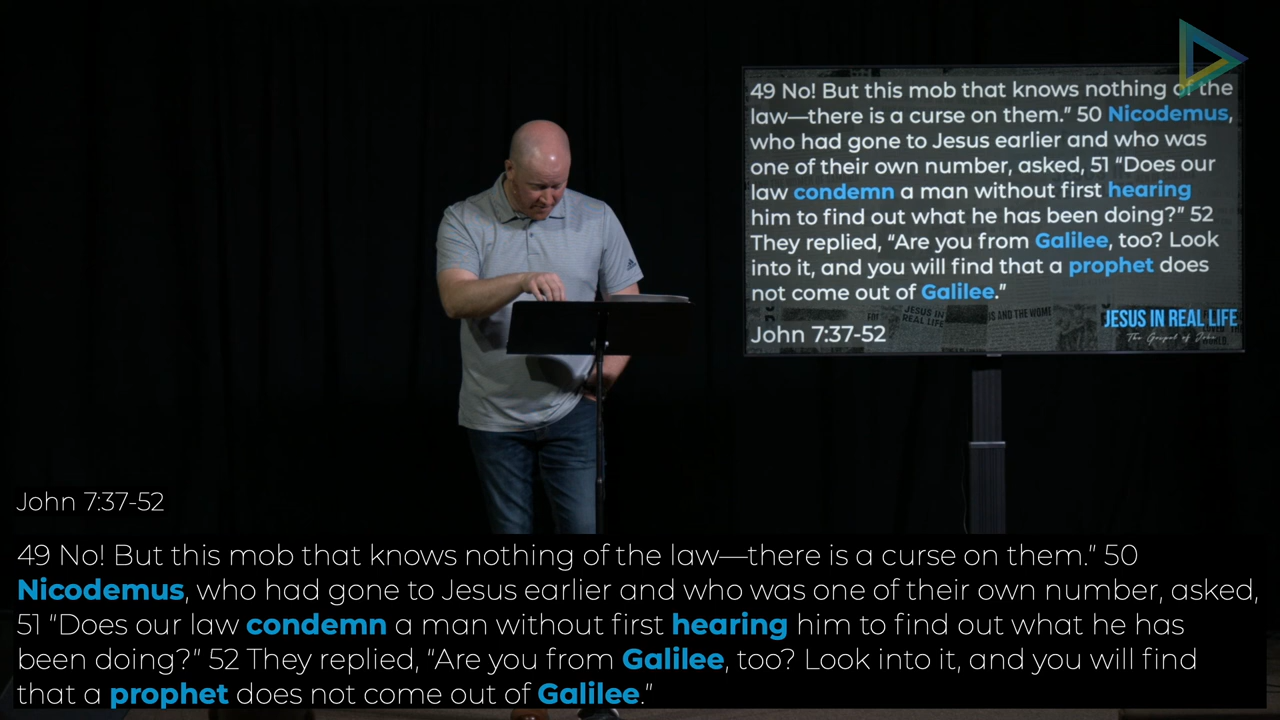 49 No! But this mob that knows nothing of the
law—there is a curse on them.” 50 Nicodemus,
who had gone to Jesus earlier and who was
one of their own number, asked, 51 “Does our
law condemn a man without first hearing
him to find out what he has been doing?” 52
They replied, “Are you from Galilee, too? Look
into it, and you will find that a prophet does
not come out of Galilee.”
John 7:37-52
JESUS IN REAL LIFE
The Gospel of John
JESUS IN
REAL LIFE
John 7:37-52
49 No! But this mob that knows nothing of the law—there is a curse on them.” 50
Nicodemus, who had gone to Jesus earlier and who was one of their own number, asked,
51 “Does our law condemn a man without first hearing him to find out what he has
been doing?” 52 They replied, “Are you from Galilee, too? Look into it, and you will find
that a prophet does not come out of Galilee.”